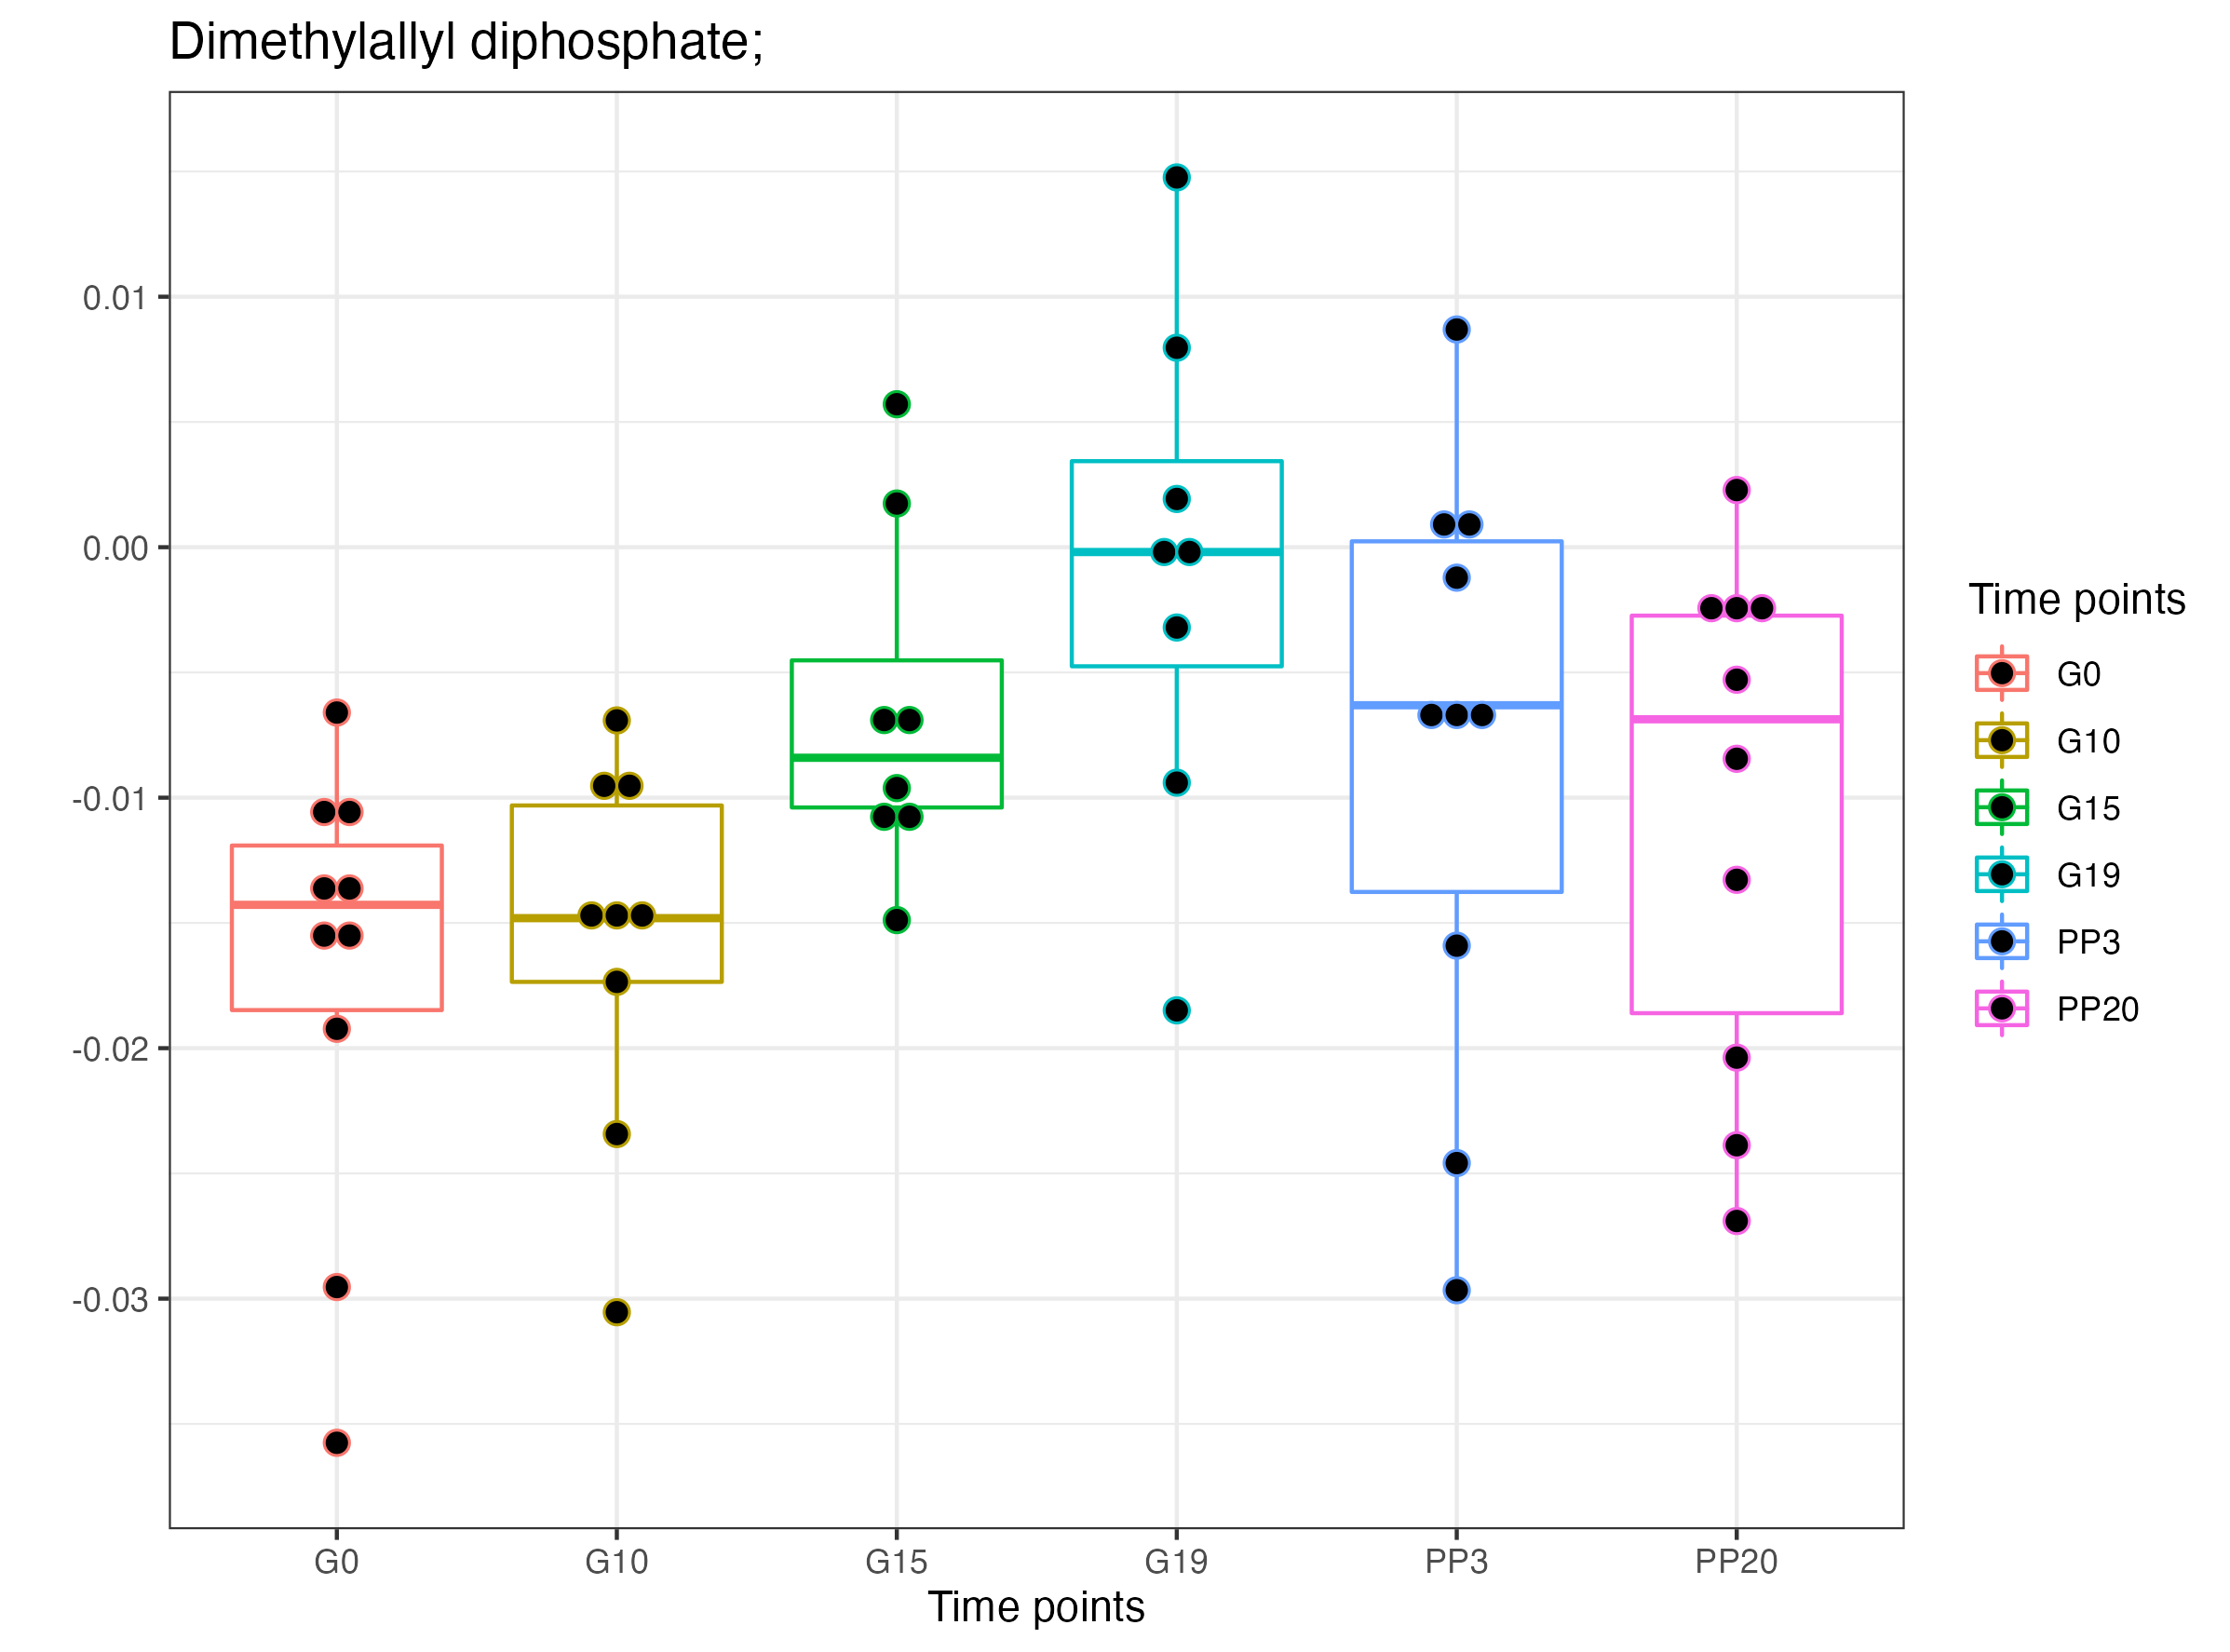 Dimethylallyl diphosphate;
0.01
0.00
-0.01
-0.02
-0.03
G0 G10 G15 G19 PP3 PP20
Time points
Time points
G0
G10
G15
G19
PP3
PP20